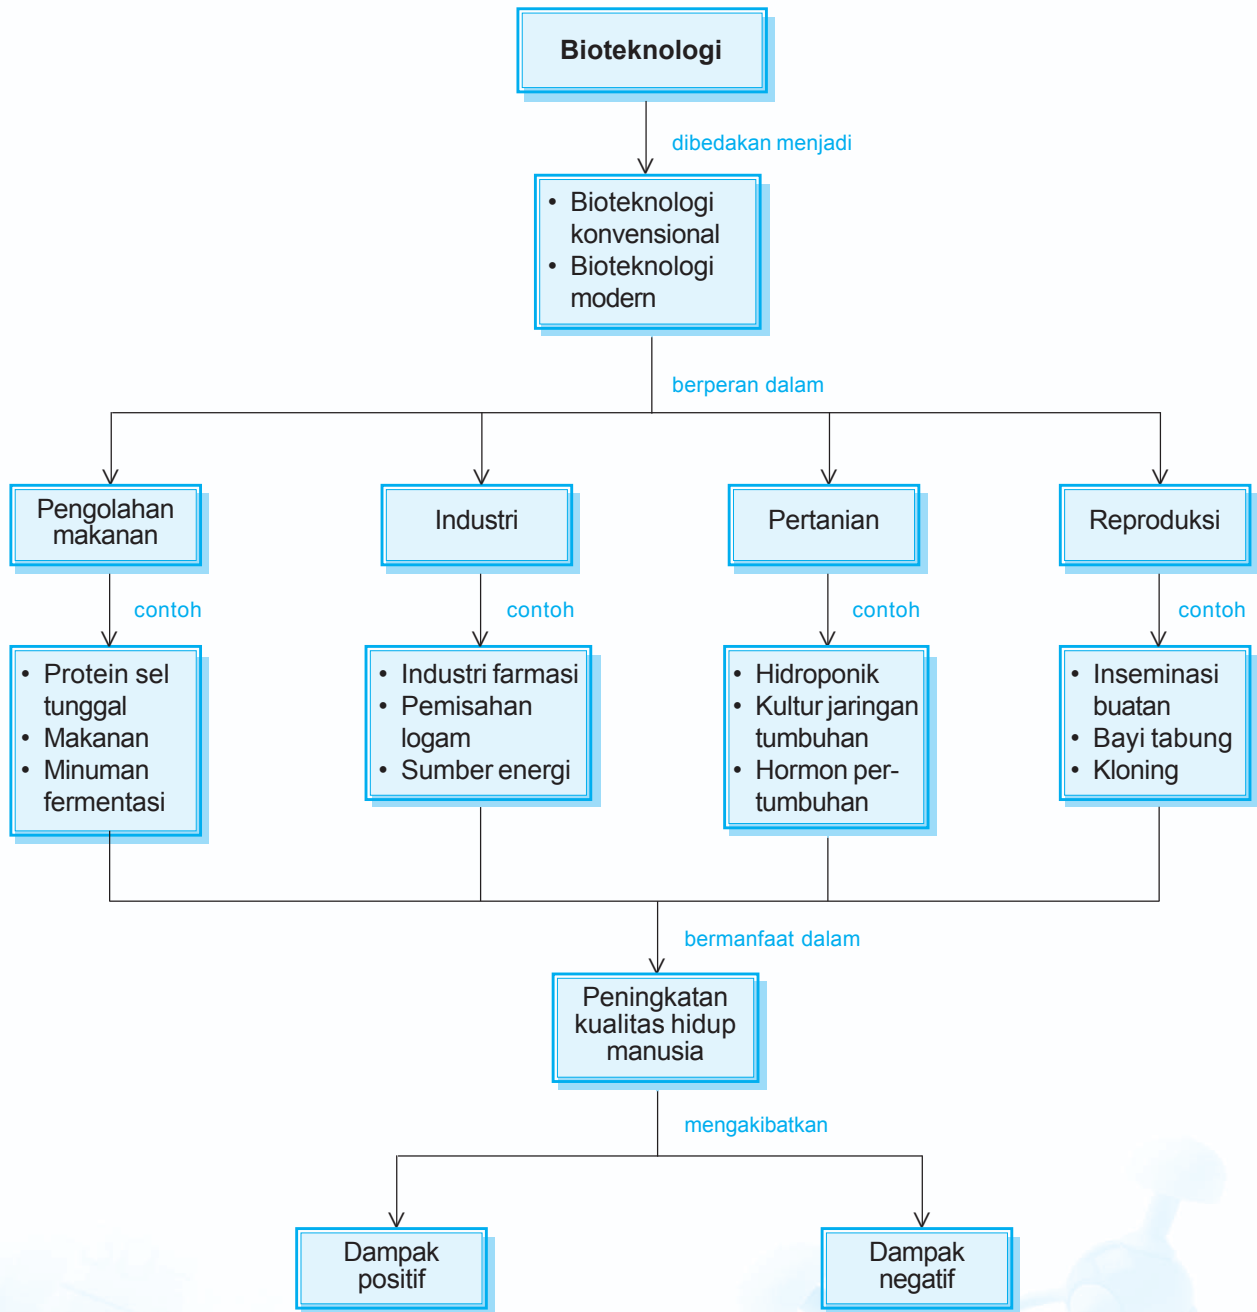 Bioteknologi
dibedakan menjadi
• Bioteknologi
konvensional
• Bioteknologi
modern
berperan dalam
Pengolahan
makanan
Industri
Pertanian
Reproduksi
contoh
contoh
contoh
contoh
• Protein sel
tunggal
• Makanan
• Minuman
fermentasi
• Industri farmasi
• Pemisahan
logam
• Sumber energi
• Hidroponik
• Kultur jaringan
tumbuhan
• Hormon per-
tumbuhan
• Inseminasi
buatan
• Bayi tabung
• Kloning
bermanfaat dalam
Peningkatan
kualitas hidup
manusia
mengakibatkan
Dampak
positif
Dampak
negatif